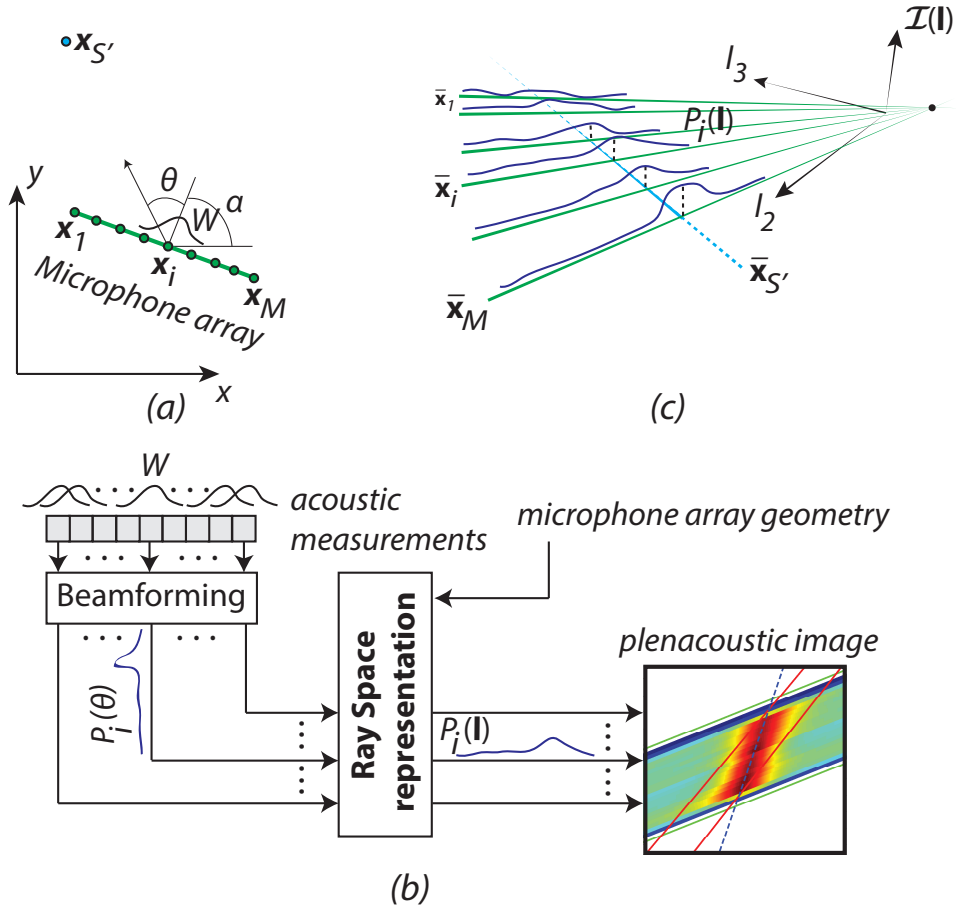 x_S'
y
θ
α
W
x_1
x_i
x_M
Microphone array
x
(a)
I(l)
l_3
x̄_1
P_i(l)
x̄_i
l_2
x̄_S'
x̄_M
(c)
W
acoustic
measurements
microphone array geometry
Beamforming
P_i(θ)
Ray Space
representation
P_i(l)
plenacoustic image
(b)